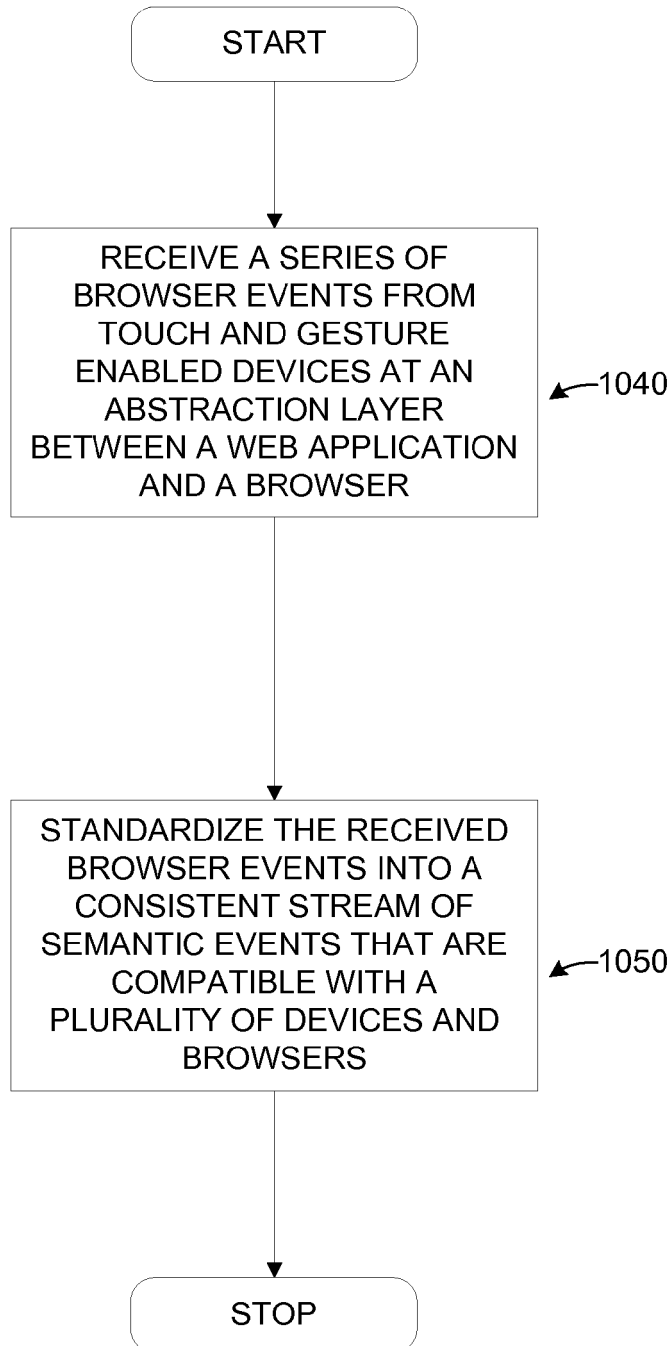 START
RECEIVE A SERIES OF
BROWSER EVENTS FROM
TOUCH AND GESTURE
ENABLED DEVICES AT AN
ABSTRACTION LAYER
BETWEEN A WEB APPLICATION
AND A BROWSER
1040
STANDARDIZE THE RECEIVED
BROWSER EVENTS INTO A
CONSISTENT STREAM OF
SEMANTIC EVENTS THAT ARE
COMPATIBLE WITH A
PLURALITY OF DEVICES AND
BROWSERS
1050
STOP